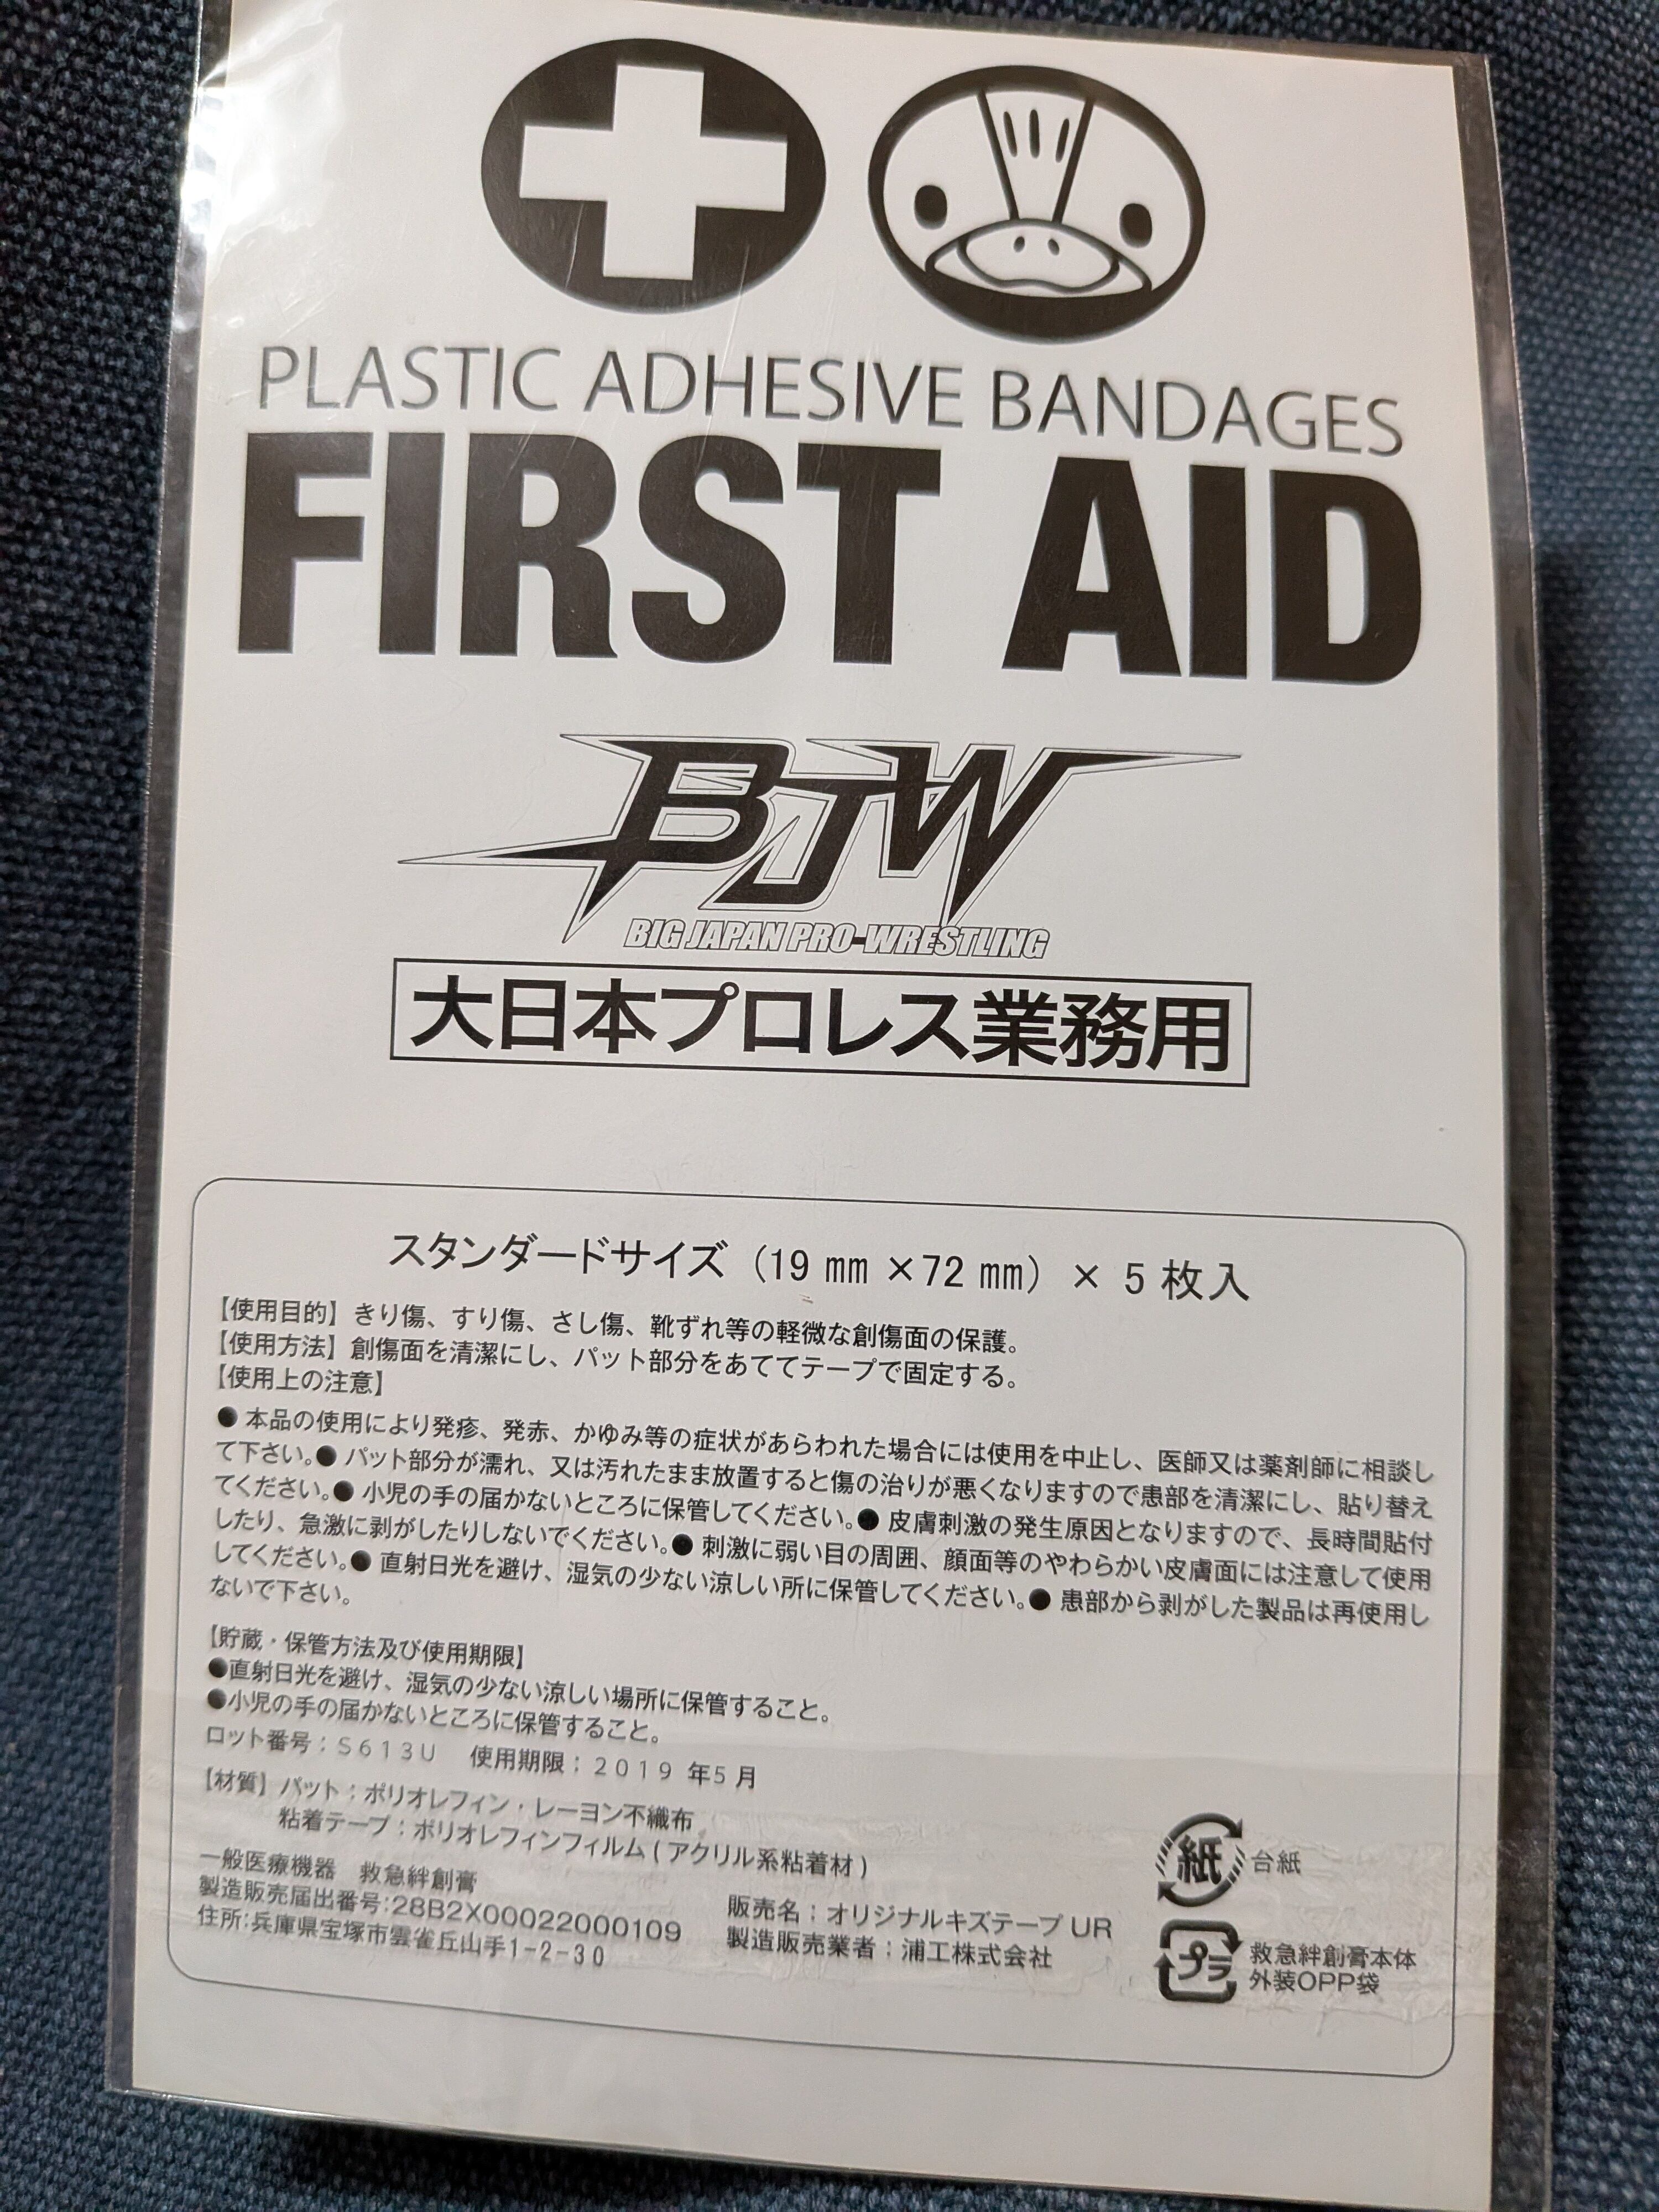 PLASTIC ADHESIVE BANDAGES
FIRST AID
BJW
BIG JAPAN PRO-WRESTLING
大日本プロレス業務用
スタンダードサイズ（19 mm ×72 mm） × 5 枚入
【使用目的】きり傷、すり傷、さし傷、靴ずれ等の軽微な創傷面の保護。
【使用方法】創傷面を清潔にし、パット部分をあててテープで固定する。
【使用上の注意】
● 本品の使用により発疹、発赤、かゆみ等の症状があらわれた場合には使用を中止し、医師又は薬剤師に相談し
て下さい。● パット部分が濡れ、又は汚れたまま放置すると傷の治りが悪くなりますので患部を清潔にし、貼り替え
てください。● 小児の手の届かないところに保管してください。● 皮膚刺激の発生原因となりますので、長時間貼付
したり、急激に剥がしたりしないでください。● 刺激に弱い目の周囲、顔面等のやわらかい皮膚面には注意して使用
してください。● 直射日光を避け、湿気の少ない涼しい所に保管してください。● 患部から剥がした製品は再使用し
ないで下さい。
【貯蔵・保管方法及び使用期限】
●直射日光を避け、湿気の少ない涼しい場所に保管すること。
●小児の手の届かないところに保管すること。
ロット番号：S613U 使用期限：2019 年5 月
【材質】パット：ポリオレフィン・レーヨン不織布
粘着テープ：ポリオレフィンフィルム ( アクリル系粘着材 )
一般医療機器 救急絆創膏
製造販売届出番号:28B2X00022000109 販売名：オリジナルキズテープ UR
住所:兵庫県宝塚市雲雀丘山手1-2-30 製造販売業者：浦工株式会社
紙 台紙
プラ 救急絆創膏本体
外装OPP袋